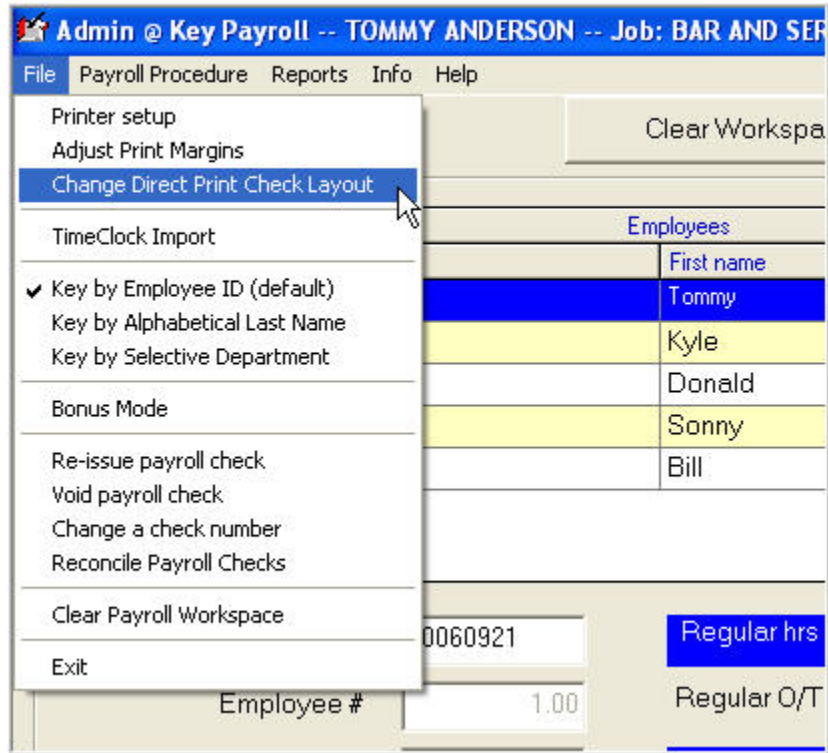 Admin @ Key Payroll -- TOMMY ANDERSON -- Job: BAR AND SER
File Payroll Procedure Reports Info Help
Printer setup
Adjust Print Margins
Change Direct Print Check Layout
TimeClock Import
Key by Employee ID (default)
Key by Alphabetical Last Name
Key by Selective Department
Bonus Mode
Re-issue payroll check
Void payroll check
Change a check number
Reconcile Payroll Checks
Clear Payroll Workspace
Exit
Clear Workspa
Employees
First name
Tommy
Kyle
Donald
Sonny
Bill
0060921
Regular hrs
Employee #
1.00
Regular O/T